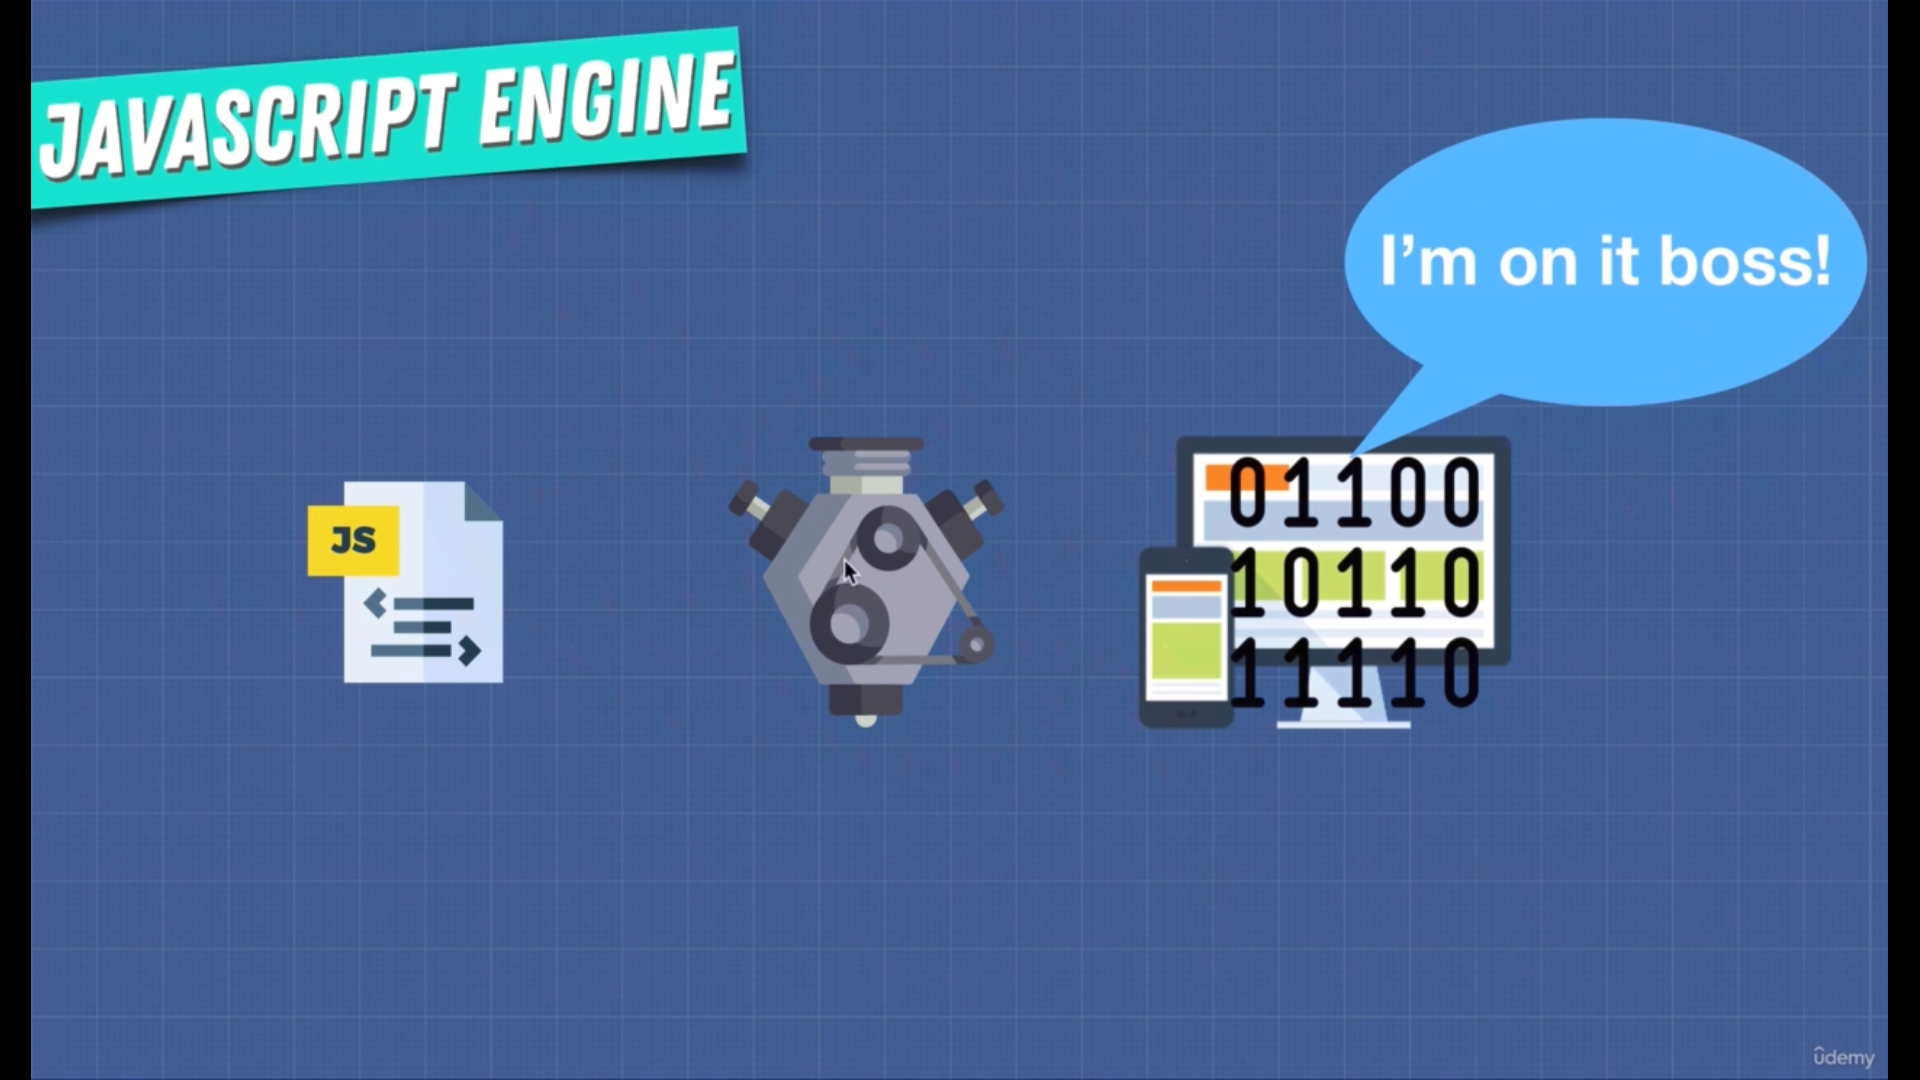 JAVASCRIPT ENGINE
I'm on it boss!
JS
01100
10110
11110
ûdemy